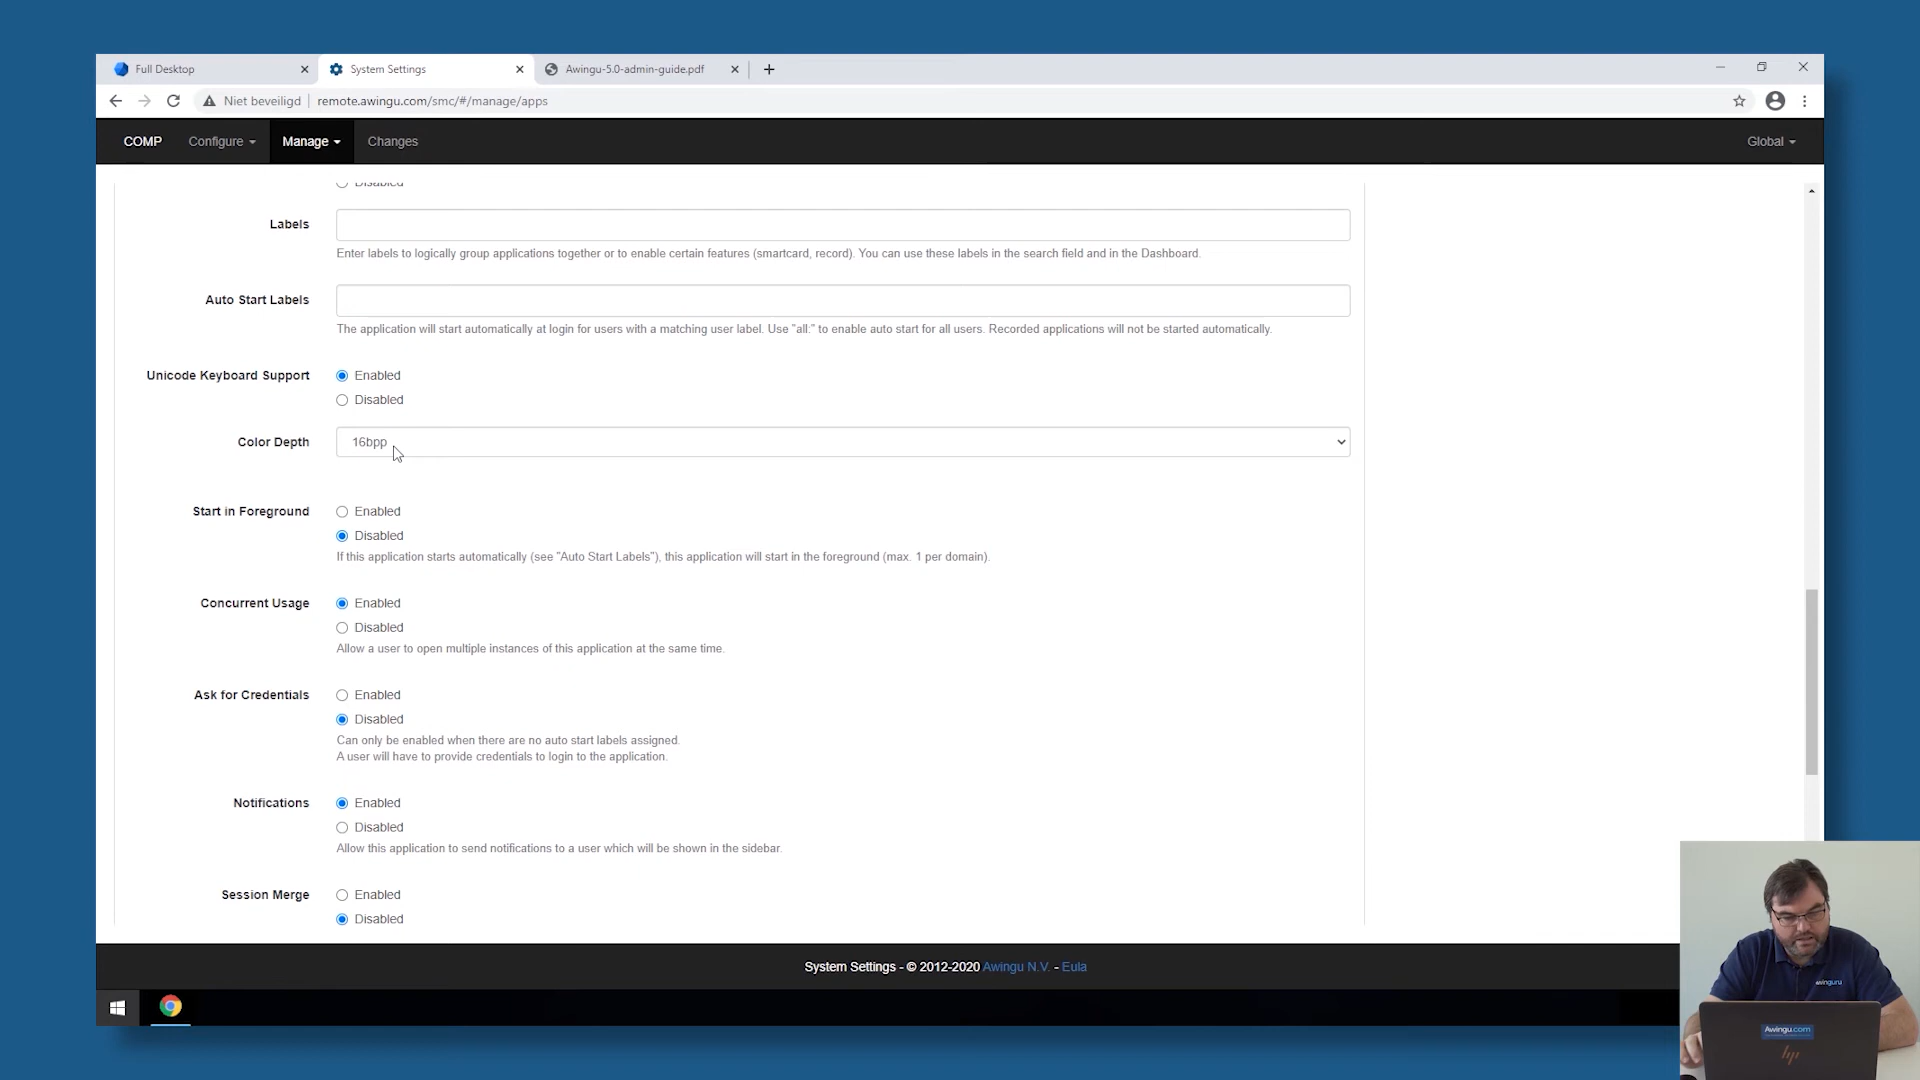 Full Desktop
System Settings
Awingu-5.0-admin-guide.pdf
Niet beveiligd
remote.awingu.com/smc/#/manage/apps
COMP
Configure
Manage
Changes
Global
Disabled
Labels
Enter labels to logically group applications together or to enable certain features (smartcard, record). You can use these labels in the search field and in the Dashboard.
Auto Start Labels
The application will start automatically at login for users with a matching user label. Use "all:" to enable auto start for all users. Recorded applications will not be started automatically.
Unicode Keyboard Support
Enabled
Disabled
Color Depth
16bpp
Start in Foreground
Enabled
Disabled
If this application starts automatically (see "Auto Start Labels"), this application will start in the foreground (max. 1 per domain).
Concurrent Usage
Enabled
Disabled
Allow a user to open multiple instances of this application at the same time.
Ask for Credentials
Enabled
Disabled
Can only be enabled when there are no auto start labels assigned.
A user will have to provide credentials to login to the application.
Notifications
Enabled
Disabled
Allow this application to send notifications to a user which will be shown in the sidebar.
Session Merge
Enabled
Disabled
System Settings - © 2012-2020 Awingu N.V. - Eula
awinguru
Awingu.com
hp